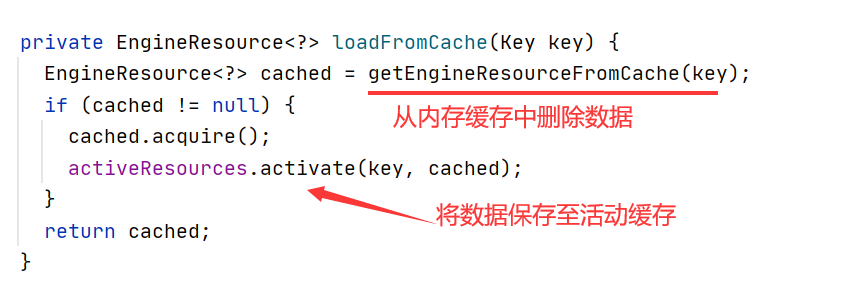 private EngineResource<?> loadFromCache(Key key) {
EngineResource<?> cached = getEngineResourceFromCache(key);
if (cached != null) {
从内存缓存中删除数据
cached.acquire();
activeResources.activate(key, cached);
}
将数据保存至活动缓存
return cached;
}